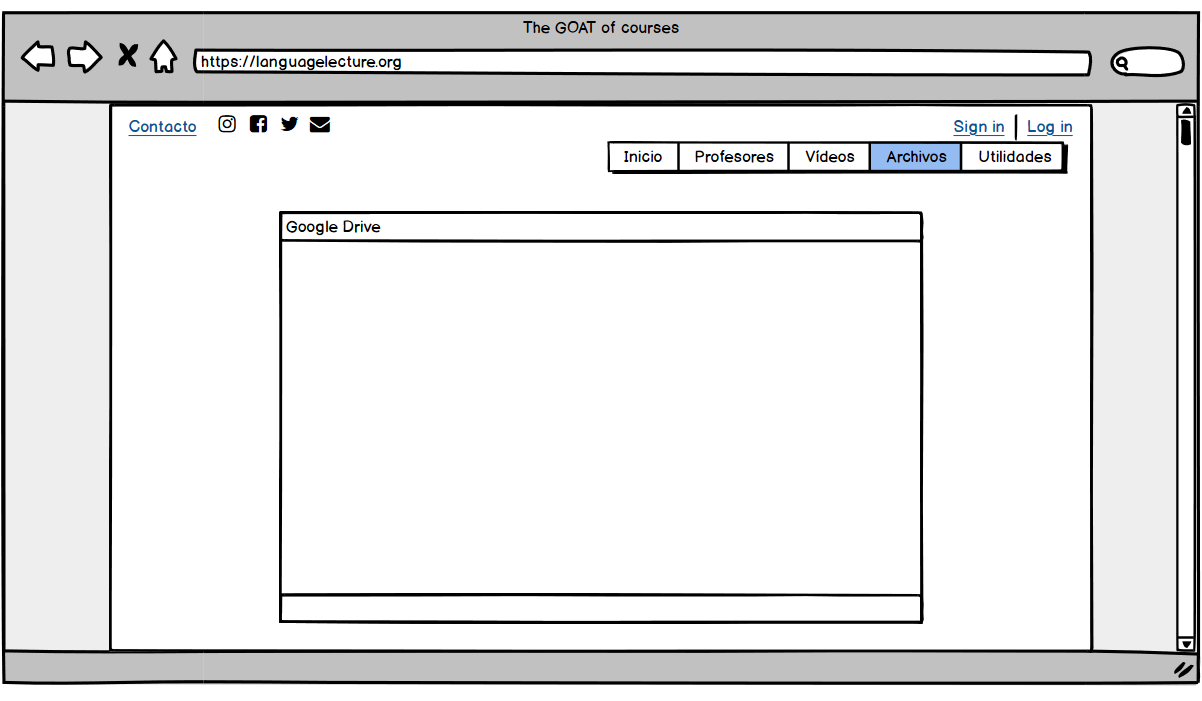 The GOAT of courses
https://languagelecture.org
Contacto
Sign in
Log in
Inicio
Profesores
Vídeos
Archivos
Utilidades
Google Drive